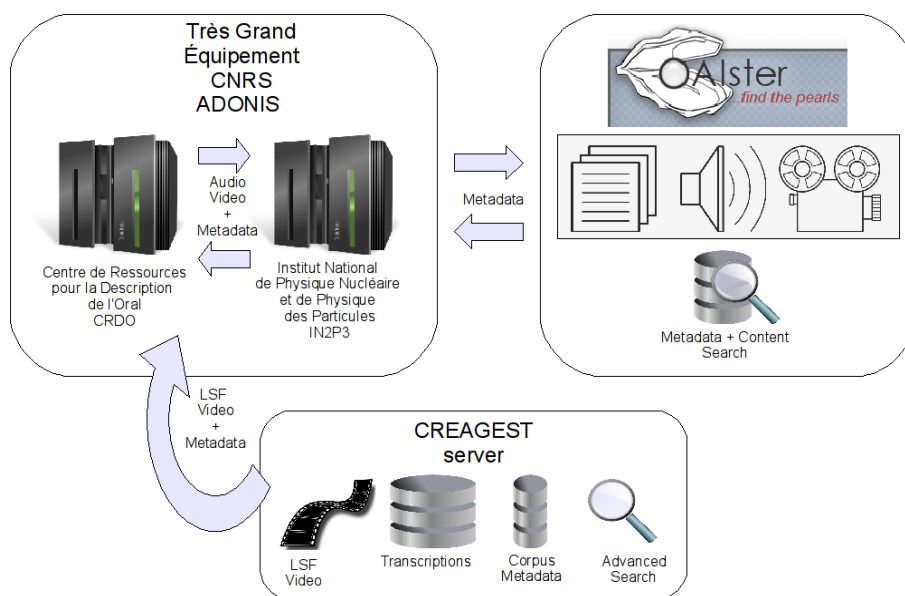 Très Grand
Équipement
CNRS
ADONIS
Audio
Video
+
Metadata
Centre de Ressources
pour la Description
de l'Oral
CRDO
Institut National
de Physique Nucléaire
et de Physique
des Particules
IN2P3
Metadata
OAIster
...find the pearls
Metadata + Content
Search
LSF
Video
+
Metadata
CREAGEST
server
LSF
Video
Transcriptions
Corpus
Metadata
Advanced
Search